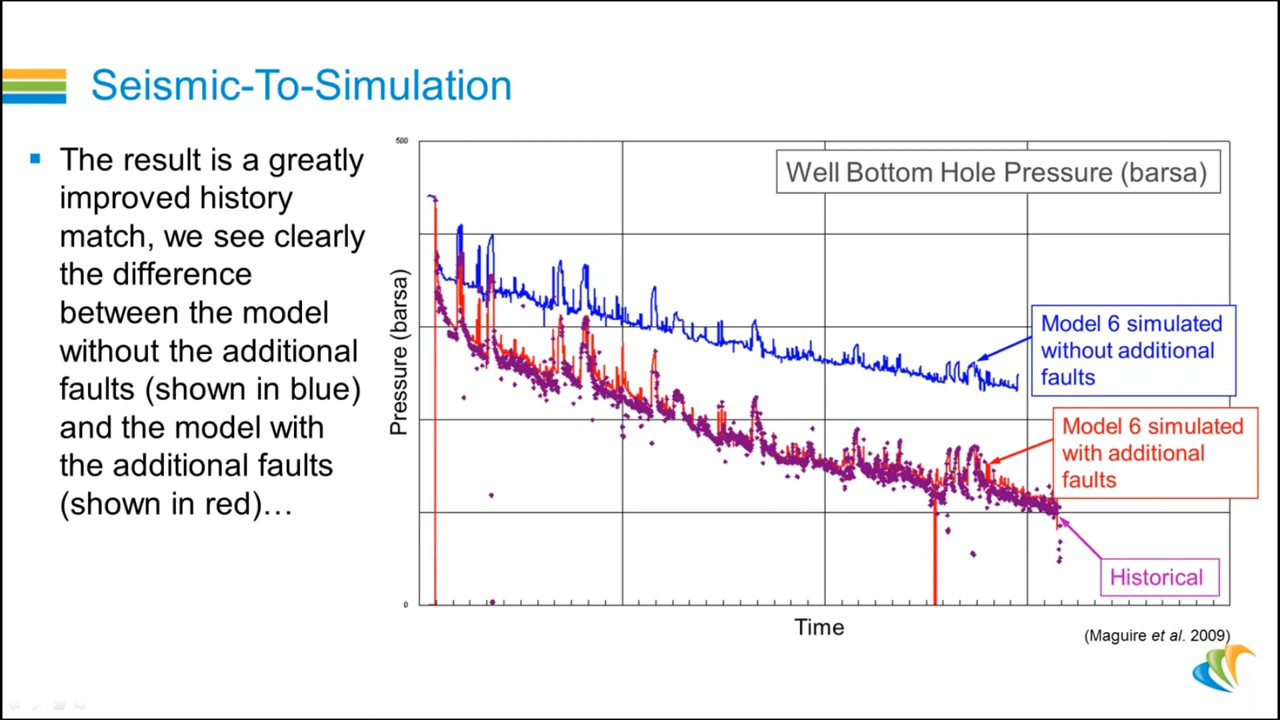 Seismic-To-Simulation
▪ The result is a greatly
improved history
match, we see clearly
the difference
between the model
without the additional
faults (shown in blue)
and the model with
the additional faults
(shown in red)…
500
Well Bottom Hole Pressure (barsa)
Pressure (barsa)
Model 6 simulated
without additional
faults
Model 6 simulated
with additional
faults
Historical
0
Time
(Maguire et al. 2009)